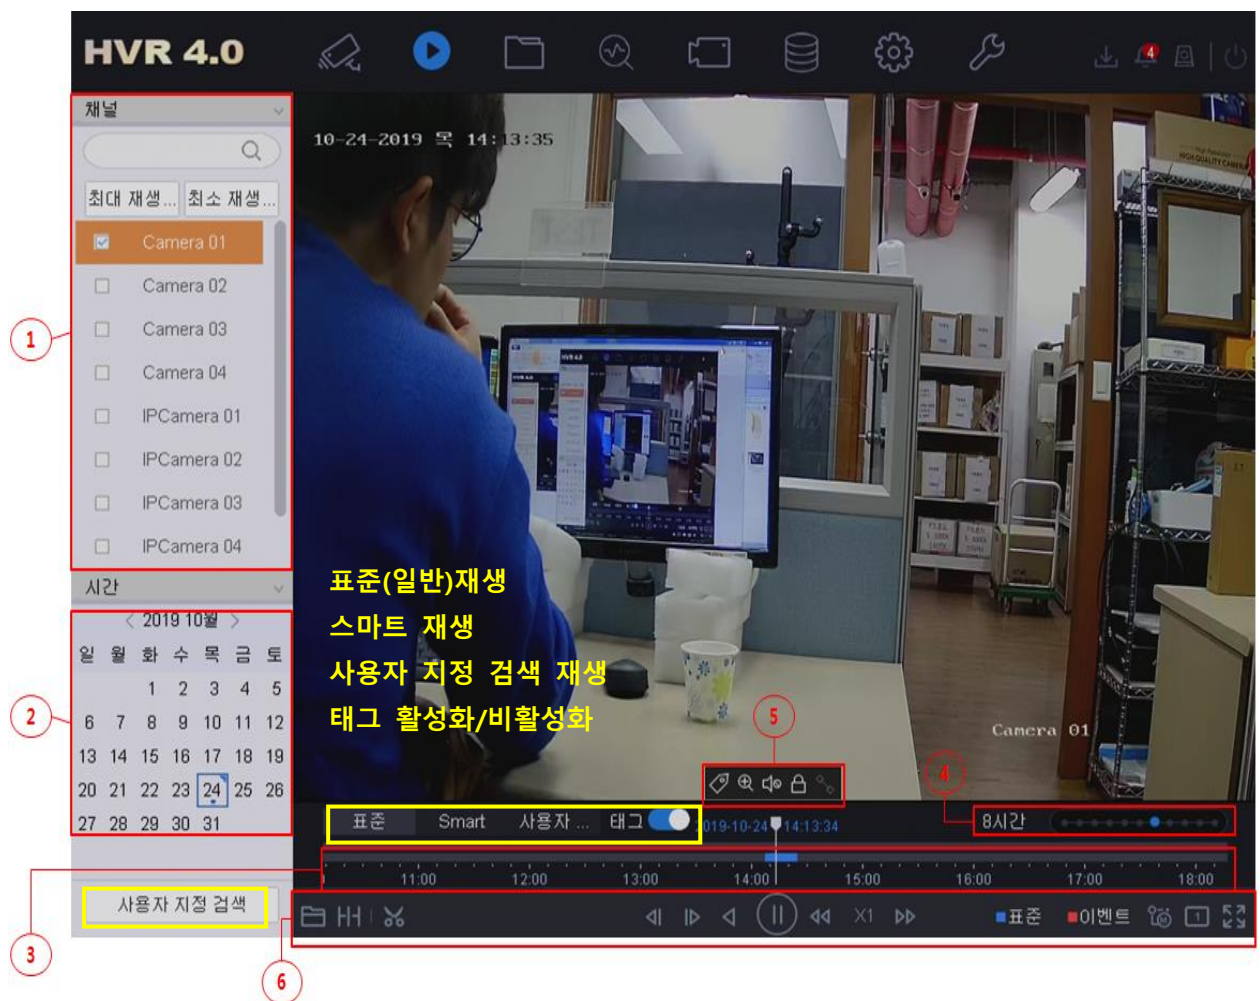 HVR 4.0
4
채널
최대 재생... 최소 재생...
Camera 01
Camera 02
Camera 03
Camera 04
IPCamera 01
IPCamera 02
IPCamera 03
IPCamera 04
시간
2019 10월
일 월 화 수 목 금 토
1 2 3 4 5
6 7 8 9 10 11 12
13 14 15 16 17 18 19
20 21 22 23 24 25 26
27 28 29 30 31
사용자 지정 검색
10-24-2019 목 14:13:35
HIGH QUALITY CAMERA
HVR 4.0
표준(일반)재생
스마트 재생
사용자 지정 검색 재생
태그 활성화/비활성화
Camera 01
표준 Smart 사용자 ... 태그 2019-10-24 14:13:34 8시간
11:00 12:00 13:00 14:00 15:00 16:00 17:00 18:00
X1 표준 이벤트 M 1
1
2
3
4
5
6